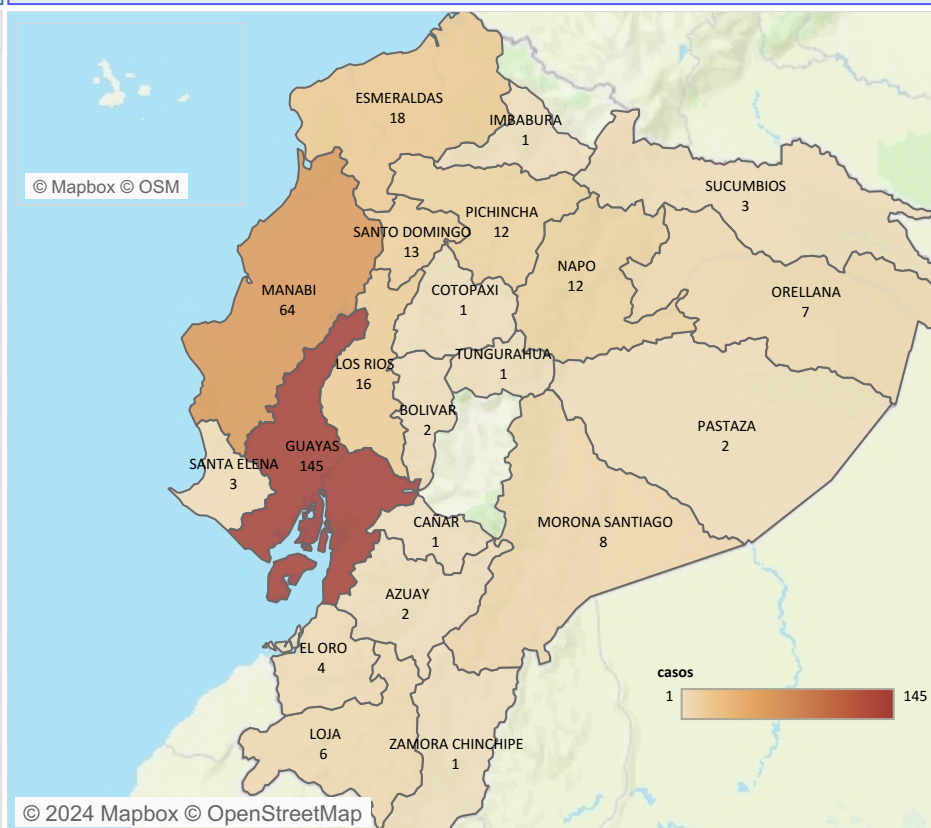 ESMERALDAS
18
IMBABURA
1
© Mapbox © OSM
SUCUMBIOS
3
PICHINCHA
12
SANTO DOMINGO
13
NAPO
12
MANABI
64
COTOPAXI
1
ORELLANA
7
TUNGURAHUA
1
LOS RIOS
16
BOLIVAR
2
PASTAZA
2
GUAYAS
145
SANTA ELENA
3
CAÑAR
1
MORONA SANTIAGO
8
AZUAY
2
EL ORO
4
casos
1 145
LOJA
6
ZAMORA CHINCHIPE
1
© 2024 Mapbox © OpenStreetMap